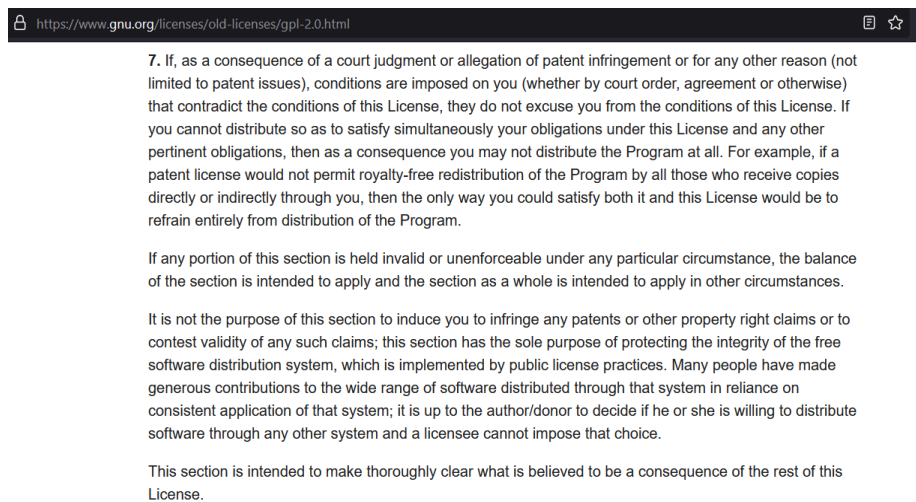 https://www.gnu.org/licenses/old-licenses/gpl-2.0.html
7. If, as a consequence of a court judgment or allegation of patent infringement or for any other reason (not
limited to patent issues), conditions are imposed on you (whether by court order, agreement or otherwise)
that contradict the conditions of this License, they do not excuse you from the conditions of this License. If
you cannot distribute so as to satisfy simultaneously your obligations under this License and any other
pertinent obligations, then as a consequence you may not distribute the Program at all. For example, if a
patent license would not permit royalty-free redistribution of the Program by all those who receive copies
directly or indirectly through you, then the only way you could satisfy both it and this License would be to
refrain entirely from distribution of the Program.
If any portion of this section is held invalid or unenforceable under any particular circumstance, the balance
of the section is intended to apply and the section as a whole is intended to apply in other circumstances.
It is not the purpose of this section to induce you to infringe any patents or other property right claims or to
contest validity of any such claims; this section has the sole purpose of protecting the integrity of the free
software distribution system, which is implemented by public license practices. Many people have made
generous contributions to the wide range of software distributed through that system in reliance on
consistent application of that system; it is up to the author/donor to decide if he or she is willing to distribute
software through any other system and a licensee cannot impose that choice.
This section is intended to make thoroughly clear what is believed to be a consequence of the rest of this
License.